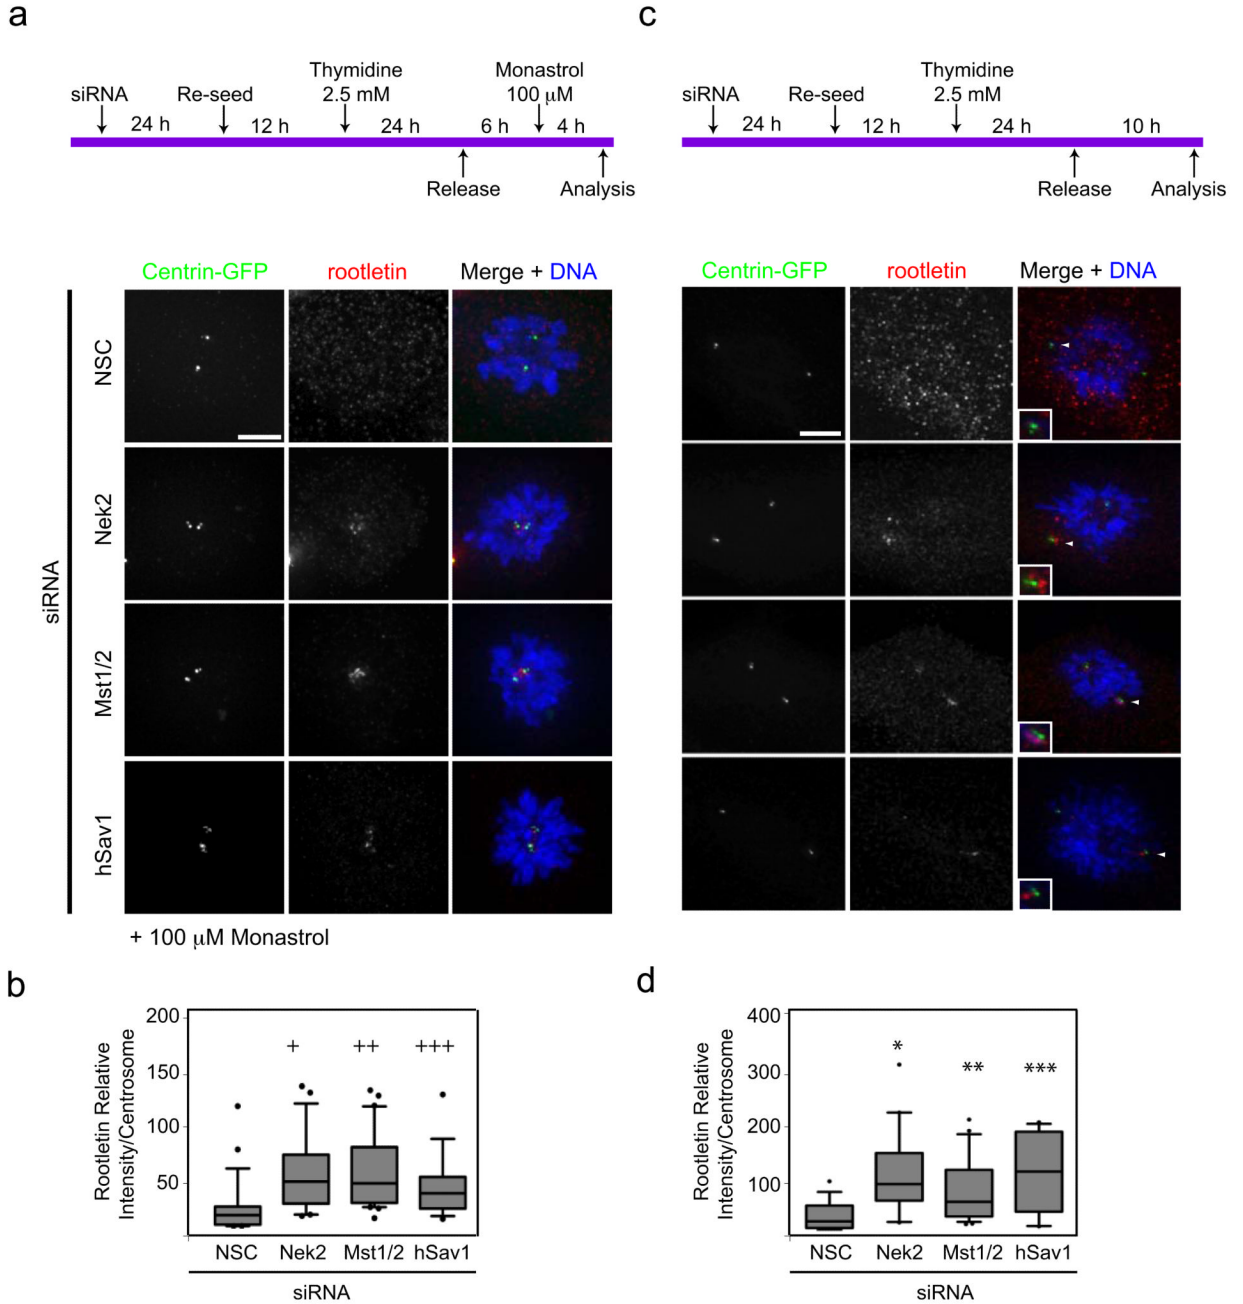 a
siRNA
Re-seed
Thymidine
2.5 mM
Monastrol
100 μM
24 h
12 h
24 h
6 h
4 h
Release
Analysis
Centrin-GFP
rootletin
Merge + DNA
siRNA
NSC
Nek2
Mst1/2
hSav1
+ 100 μM Monastrol
c
siRNA
Re-seed
Thymidine
2.5 mM
24 h
12 h
24 h
10 h
Release
Analysis
Centrin-GFP
rootletin
Merge + DNA
b
Rootletin Relative
Intensity/Centrosome
200
150
100
50
+
++
+++
NSC
Nek2
Mst1/2
hSav1
siRNA
d
Rootletin Relative
Intensity/Centrosome
400
300
200
100
*
**
***
NSC
Nek2
Mst1/2
hSav1
siRNA